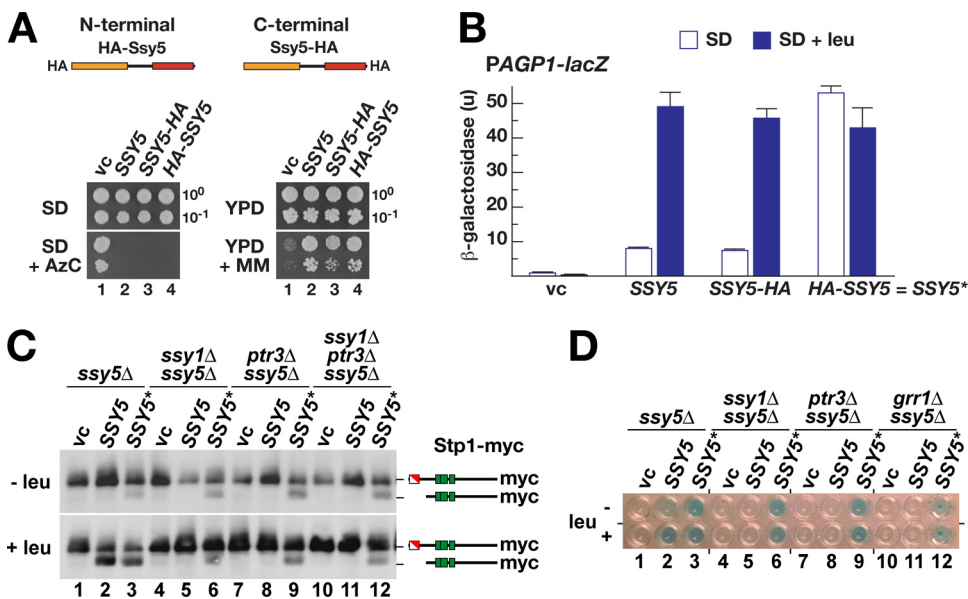 A
N-terminal
HA-Ssy5
HA
C-terminal
Ssy5-HA
HA
vc SSY5 SSY5-HA HA-SSY5
SD 10⁰
10⁻¹
SD
+ AzC
1 2 3 4
vc SSY5 SSY5-HA HA-SSY5
YPD 10⁰
10⁻¹
YPD
+ MM
1 2 3 4
B
SD SD + leu
PAGP1-lacZ
β-galactosidase (u)
50
40
30
20
10
vc SSY5 SSY5-HA HA-SSY5 = SSY5*
C
ssy5Δ ssy1Δ ssy5Δ ptr3Δ ssy5Δ ssy1Δ ptr3Δ ssy5Δ
vc SSY5 SSY5* vc SSY5 SSY5* vc SSY5 SSY5* vc SSY5 SSY5*
Stp1-myc
- leu
myc
myc
+ leu
myc
myc
1 2 3 4 5 6 7 8 9 10 11 12
D
ssy5Δ ssy1Δ ssy5Δ ptr3Δ ssy5Δ grr1Δ ssy5Δ
vc SSY5 SSY5* vc SSY5 SSY5* vc SSY5 SSY5* vc SSY5 SSY5*
-
leu
+
1 2 3 4 5 6 7 8 9 10 11 12